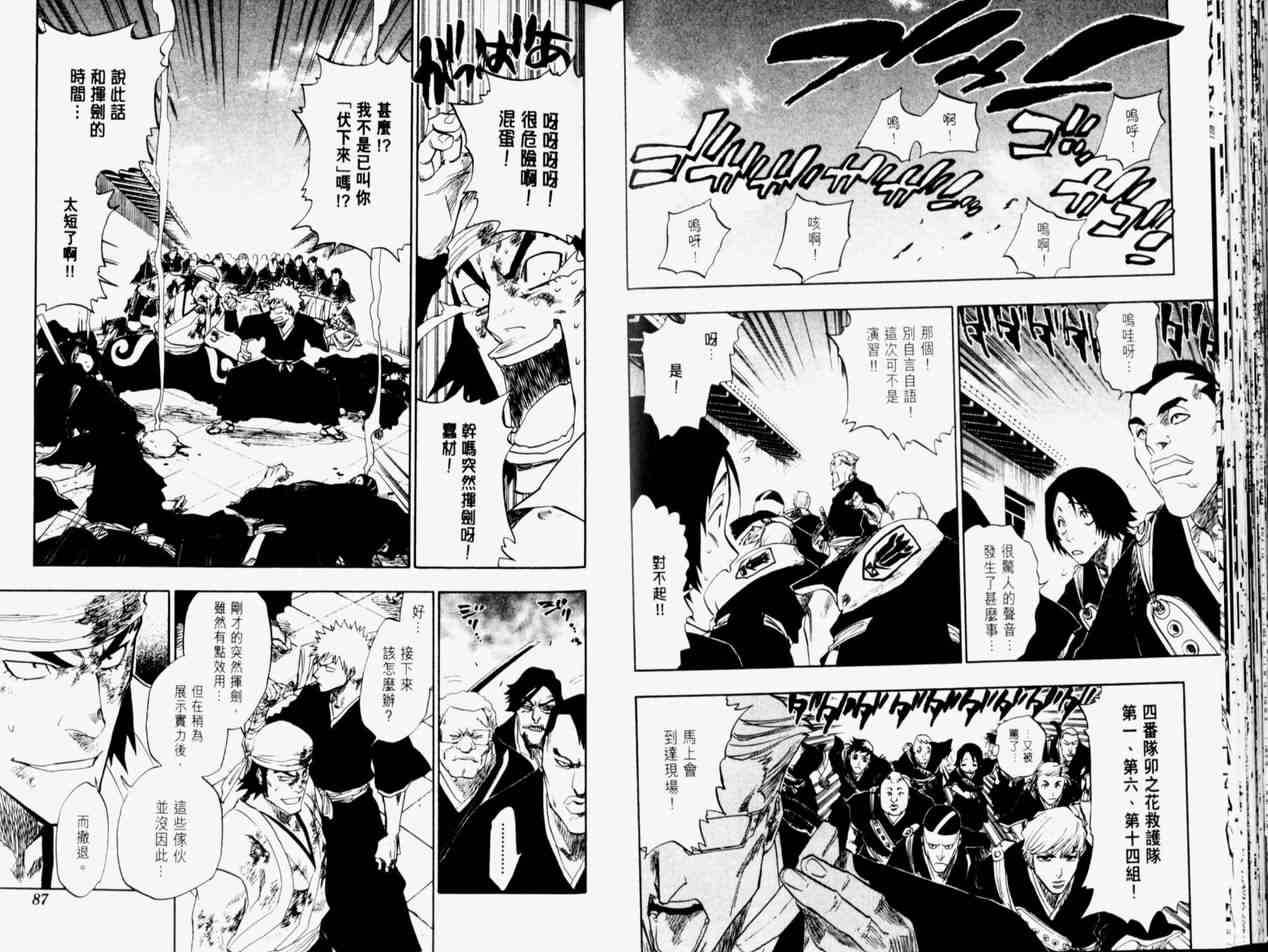 嗚呼
！
啊！
嗚！
嗚啊！
咳啊！
嗚呀！
嗚哇呀…
很驚人的聲音…
發生了甚麼事…
那個！
別自言自語！
這次可不是
演習!!
呀…
是！
對不起!!
四番隊卯之花救護隊
第一、第六、第十四組！
…又被
罵了…
馬上會
到達現場！
があっ
ばっ
呀呀呀呀！
很危險啊！
混蛋！
幹嗎突然揮劍呀！
蠢材！
甚麼!?
我不是已叫你
「伏下來」嗎!?
說此話
和揮劍的
時間…
太短了啊!!
………
好…
接下來
該怎麼辦？
剛才的突然揮劍，
雖然有點效用…
但在稍為
展示實力後，
這些傢伙
並沒因此…
而撤退。
87